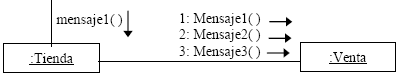 mensaje1( )
1: Mensaje1( )
2: Mensaje2( )
3: Mensaje3( )
:Tienda
:Venta